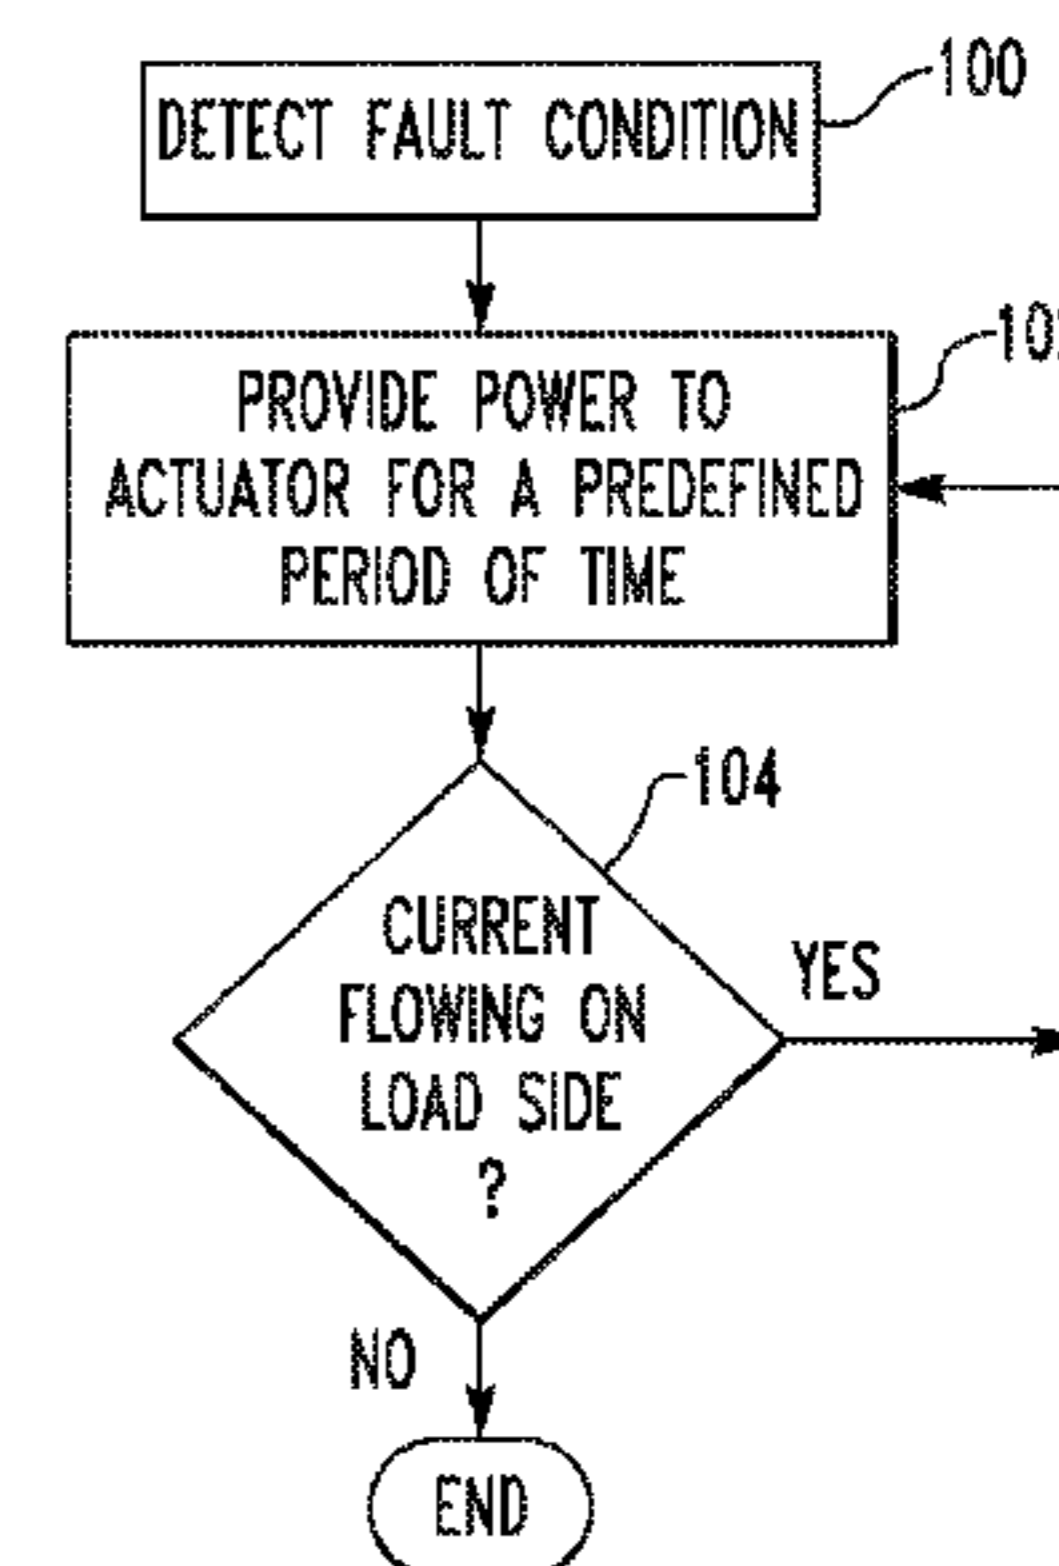 100
DETECT FAULT CONDITION
PROVIDE POWER TO
ACTUATOR FOR A PREDEFINED
PERIOD OF TIME
104
CURRENT
FLOWING ON
LOAD SIDE
?
YES
NO
END